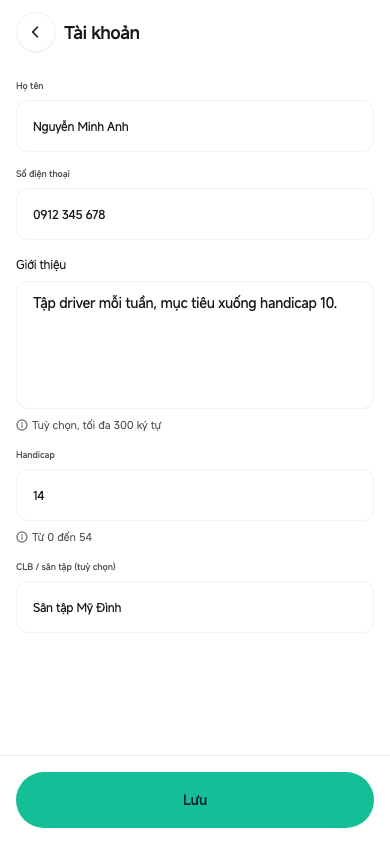 Tài khoản
Họ tên
Nguyễn Minh Anh
Số điện thoại
0912 345 678
Giới thiệu
Tập driver mỗi tuần, mục tiêu xuống handicap 10.
Tuỳ chọn, tối đa 300 ký tự
Handicap
14
Từ 0 đến 54
CLB / sân tập (tuỳ chọn)
Sân tập Mỹ Đình
Lưu